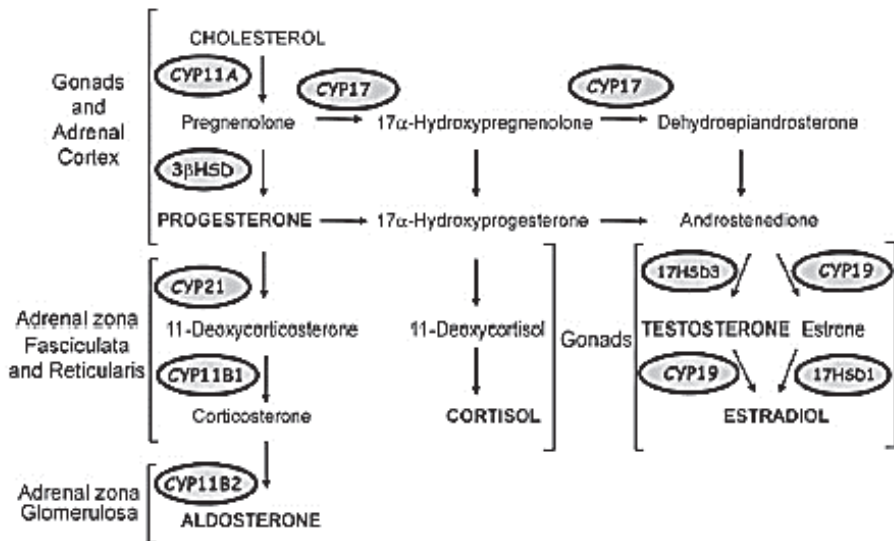 CHOLESTEROL
CYP11A
CYP17
CYP17
Gonads
and
Adrenal
Cortex
Pregnenolone
17α-Hydroxypregnenolone
Dehydroepiandrosterone
3βHSD
PROGESTERONE
17α-Hydroxyprogesterone
Androstenedione
CYP21
17HSD3
CYP19
Adrenal zona
Fasciculata
and Reticularis
11-Deoxycorticosterone
11-Deoxycortisol
Gonads
TESTOSTERONE
Estrone
CYP11B1
CYP19
17HSD1
Corticosterone
CORTISOL
ESTRADIOL
Adrenal zona
Glomerulosa
CYP11B2
ALDOSTERONE